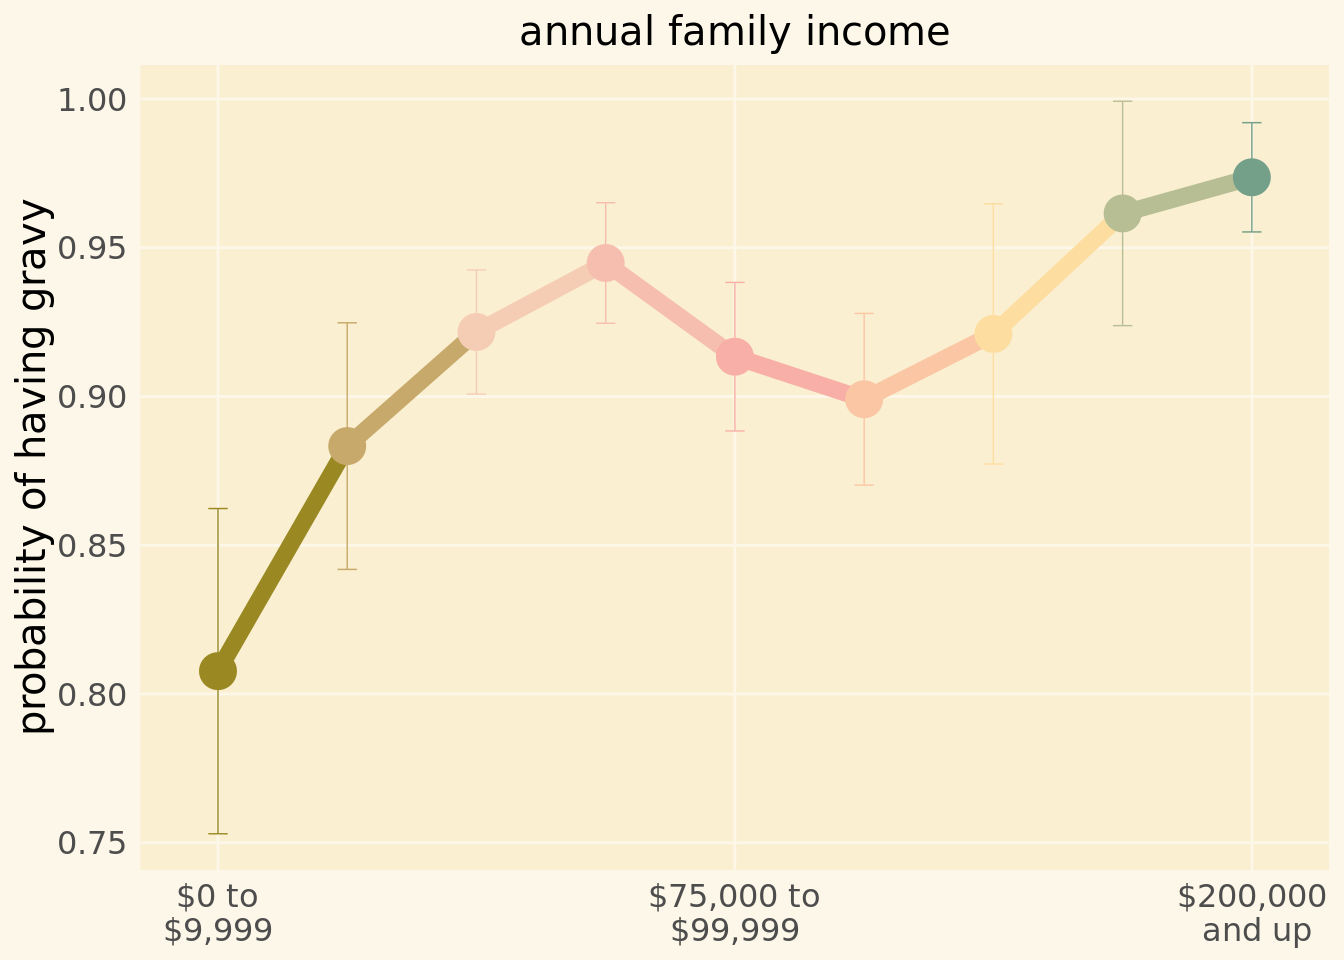 annual family income
probability of having gravy
1.00
0.95
0.90
0.85
0.80
0.75
$0 to
$9,999
$75,000 to
$99,999
$200,000
and up